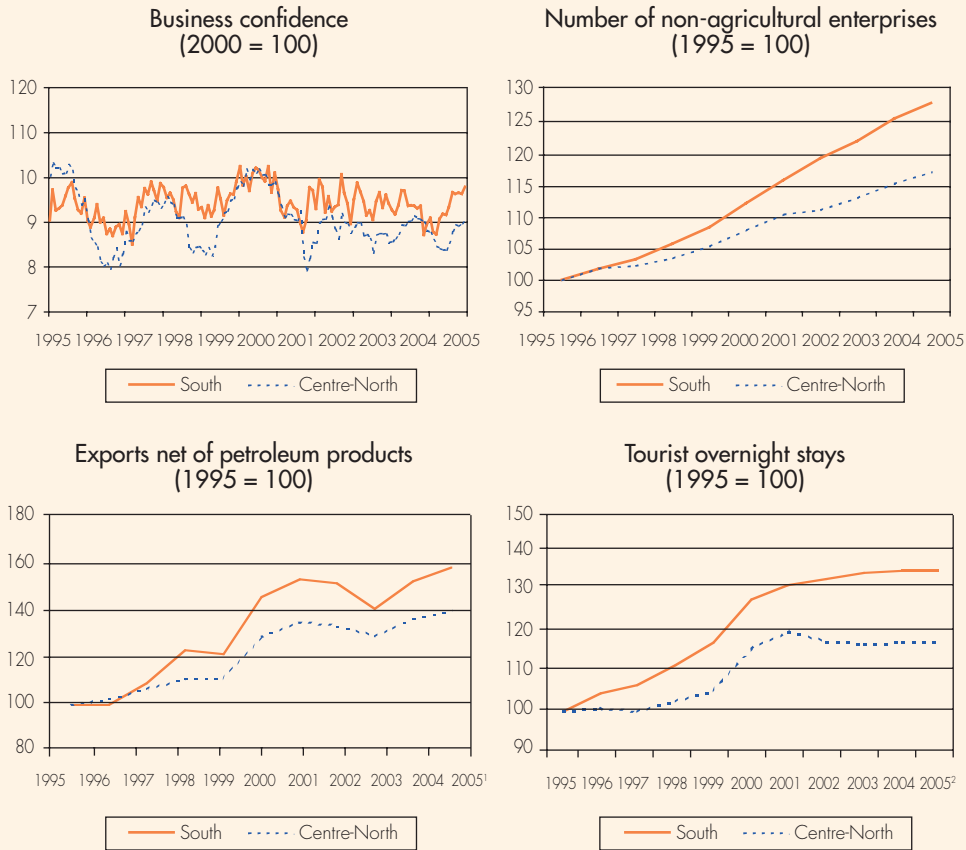 Business confidence
(2000 = 100)
120
110
10
9
8
7
1995 1996 1997 1998 1999 2000 2001 2002 2003 2004 2005
South Centre-North
Number of non-agricultural enterprises
(1995 = 100)
130
125
120
115
110
105
100
95
1995 1996 1997 1998 1999 2000 2001 2002 2003 2004 2005
South Centre-North
Exports net of petroleum products
(1995 = 100)
180
160
140
120
100
80
1995 1996 1997 1998 1999 2000 2001 2002 2003 2004 2005¹
South Centre-North
Tourist overnight stays
(1995 = 100)
150
140
130
120
110
100
90
1995 1996 1997 1998 1999 2000 2001 2002 2003 2004 2005²
South Centre-North